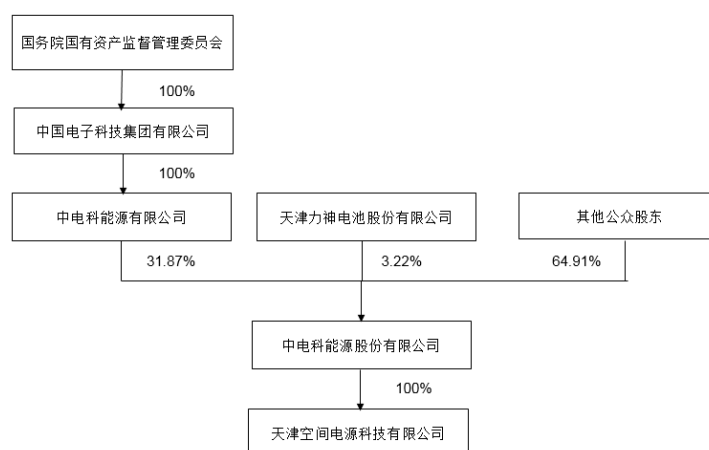 国务院国有资产监督管理委员会
100%
中国电子科技集团有限公司
100%
中电科能源有限公司
天津力神电池股份有限公司
其他公众股东
31.87%
3.22%
64.91%
中电科能源股份有限公司
100%
天津空间电源科技有限公司